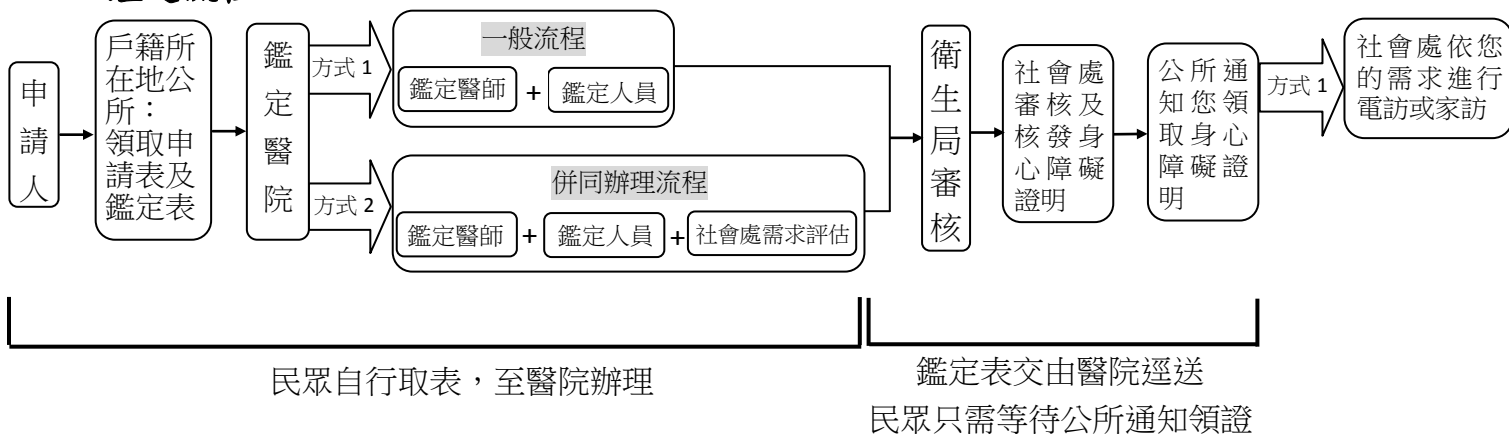 申
請
人
戶籍所
在地公
所：
領取申
請表及
鑑定表
鑑
定
醫
院
方式 1
一般流程
鑑定醫師 + 鑑定人員
方式 2
併同辦理流程
鑑定醫師 + 鑑定人員 + 社會處需求評估
衛
生
局
審
核
社會處
審核及
核發身
心障礙
證明
公所通
知您領
取身心
障礙證
明
方式 1
社會處依您
的需求進行
電訪或家訪
民眾自行取表，至醫院辦理
鑑定表交由醫院逕送
民眾只需等待公所通知領證